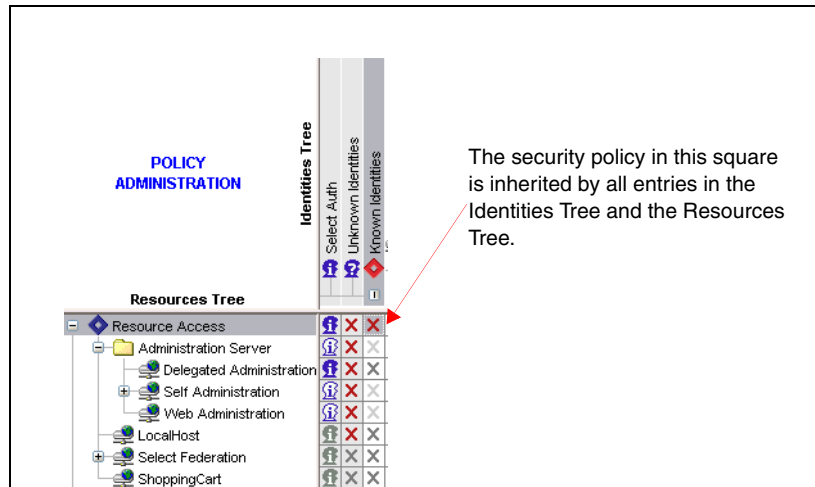 POLICY
ADMINISTRATION
Identities Tree
Select Auth
Unknown Identities
Known Identities
The security policy in this square
is inherited by all entries in the
Identities Tree and the Resources
Tree.
Resources Tree
Resource Access
Administration Server
Delegated Administration
Self Administration
Web Administration
LocalHost
Select Federation
ShoppingCart